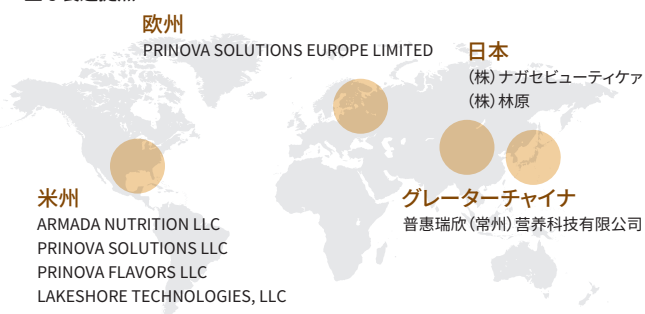 欧州
PRINOVA SOLUTIONS EUROPE LIMITED
日本
(株)ナガセビューティケァ
(株)林原
米州
ARMADA NUTRITION LLC
PRINOVA SOLUTIONS LLC
PRINOVA FLAVORS LLC
LAKESHORE TECHNOLOGIES, LLC
グレーターチャイナ
普惠瑞欣(常州)营养科技有限公司